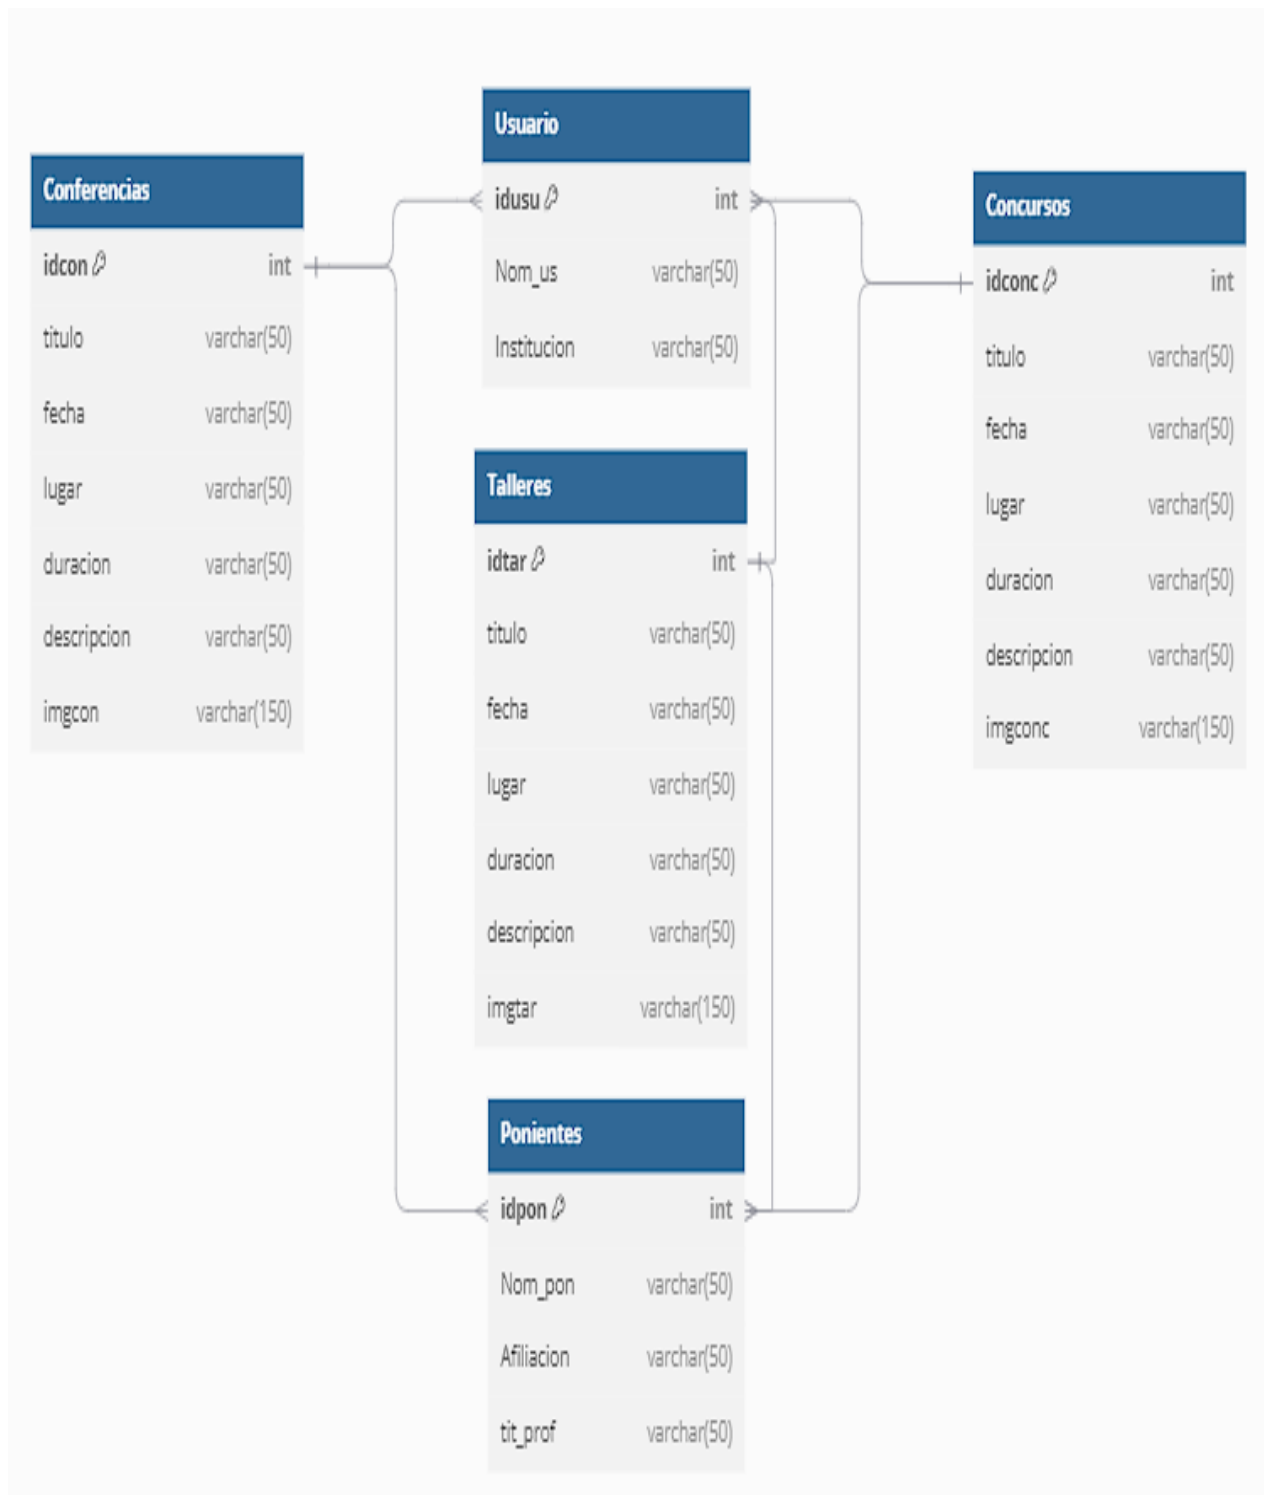 Conferencias
idcon int
titulo varchar(50)
fecha varchar(50)
lugar varchar(50)
duracion varchar(50)
descripcion varchar(50)
imgcon varchar(150)
Usuario
idusu int
Nom_us varchar(50)
Institucion varchar(50)
Talleres
idtar int
titulo varchar(50)
fecha varchar(50)
lugar varchar(50)
duracion varchar(50)
descripcion varchar(50)
imgtar varchar(150)
Ponientes
idpon int
Nom_pon varchar(50)
Afiliacion varchar(50)
tit_prof varchar(50)
Concursos
idconc int
titulo varchar(50)
fecha varchar(50)
lugar varchar(50)
duracion varchar(50)
descripcion varchar(50)
imgconc varchar(150)